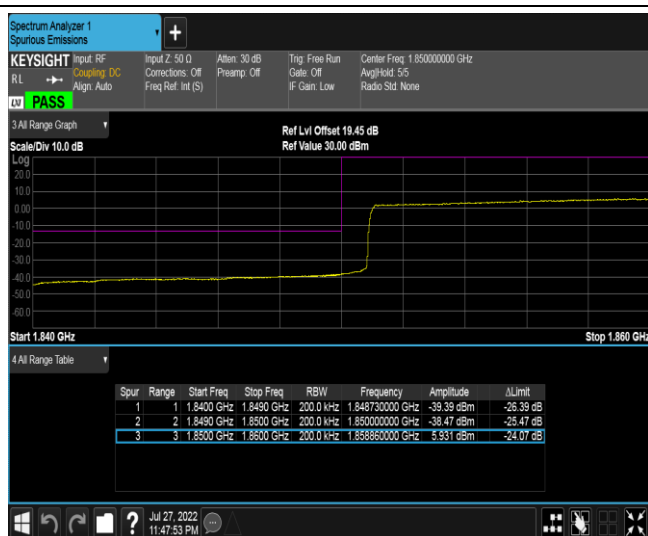 Spectrum Analyzer 1
Spurious Emissions
+
KEYSIGHT Input: RF Input Z: 50 Ω Atten: 30 dB Trig: Free Run Center Freq: 1.850000000 GHz
RL Coupling: DC Corrections: Off Preamp: Off Gate: Off Avg|Hold: 5/5
Align: Auto Freq Ref: Int (S) IF Gain: Low Radio Std: None
LXI PASS
3 All Range Graph
Ref Lvl Offset 19.45 dB
Scale/Div 10.0 dB Ref Value 30.00 dBm
Log
20.0
10.0
0.00
-10.0
-20.0
-30.0
-40.0
-50.0
-60.0
Start 1.840 GHz Stop 1.860 GHz
4 All Range Table
Spur Range Start Freq Stop Freq RBW Frequency Amplitude ΔLimit
1 1 1.8400 GHz 1.8490 GHz 200.0 kHz 1.848730000 GHz -39.39 dBm -26.39 dB
2 2 1.8490 GHz 1.8500 GHz 200.0 kHz 1.850000000 GHz -38.47 dBm -25.47 dB
3 3 1.8500 GHz 1.8600 GHz 200.0 kHz 1.858860000 GHz 5.931 dBm -24.07 dB
? Jul 27, 2022
11:47:53 PM